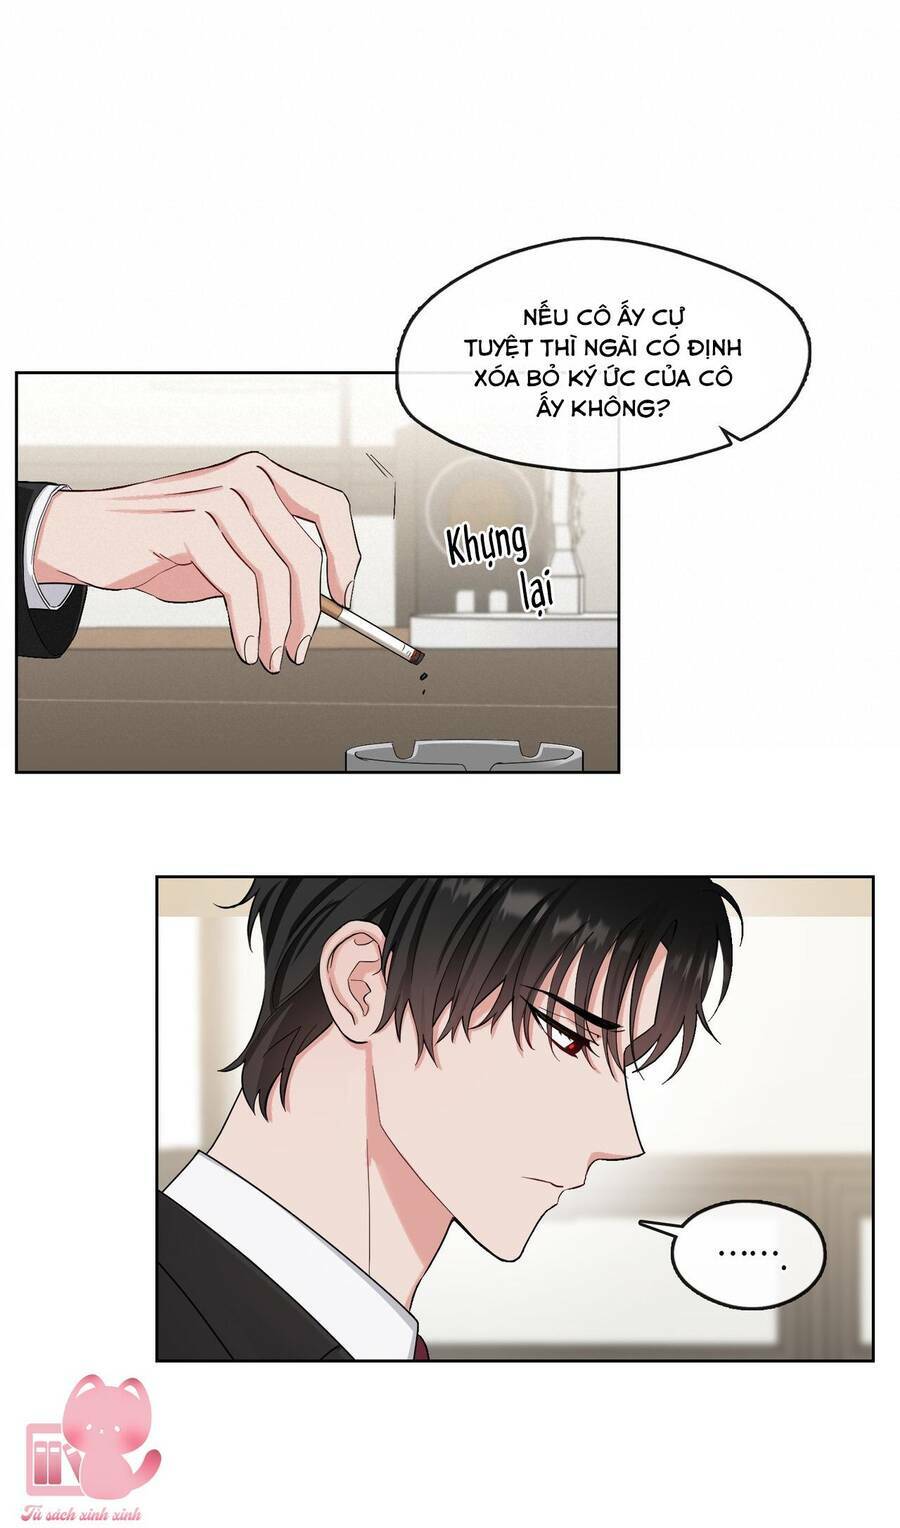 NẾU CÔ ẤY CỰ
TUYỆT THÌ NGÀI CÓ ĐỊNH
XÓA BỎ KÝ ỨC CỦA CÔ
ẤY KHÔNG?
Khựng
lại
.......
Tủ sách xinh xinh